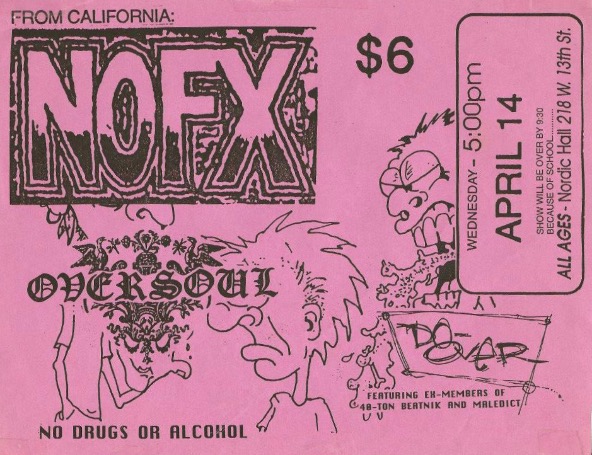 FROM CALIFORNIA:
NOFX
$6
WEDNESDAY - 5:00pm
APRIL 14
SHOW WILL BE OVER BY 9:30
BECAUSE OF SCHOOL............
ALL AGES - Nordic Hall 218 W. 13th St.
OVERSOUL
DO-
OVER
FEATURING EX-MEMBERS OF
40-TON BEATNIK AND MALEDICT
NO DRUGS OR ALCOHOL